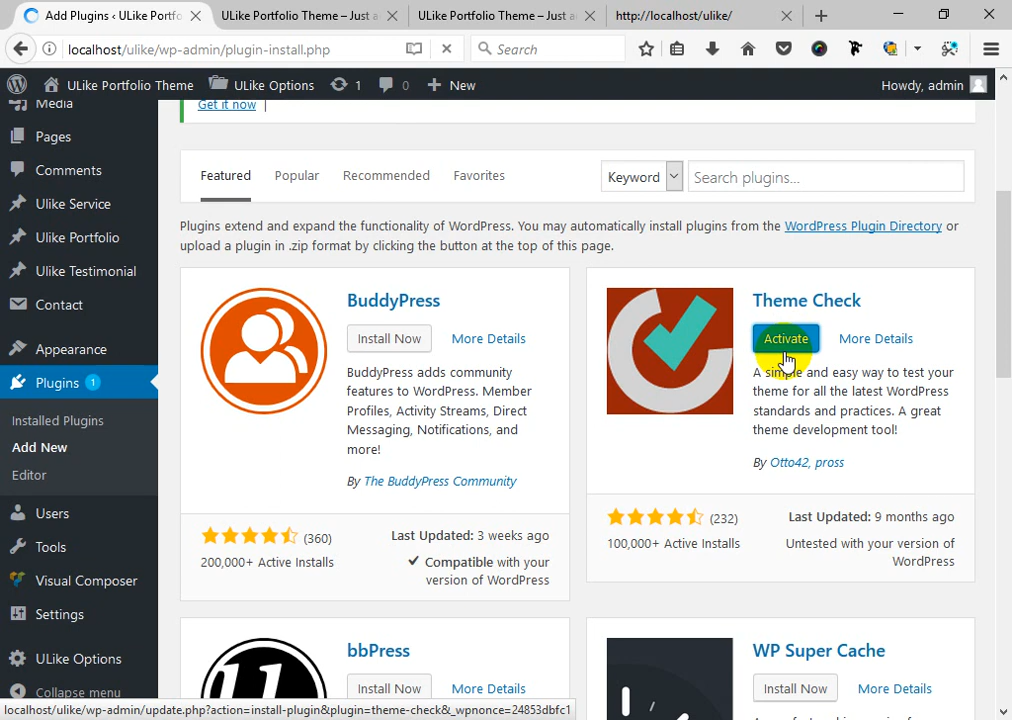 Add Plugins ‹ ULike Portfo
ULike Portfolio Theme – Just a
ULike Portfolio Theme – Just a
http://localhost/ulike/
localhost/ulike/wp-admin/plugin-install.php
Search
ULike Portfolio Theme
ULike Options
1
0
New
Howdy, admin
Media
Pages
Comments
Ulike Service
Ulike Portfolio
Ulike Testimonial
Contact
Appearance
Plugins 1
Installed Plugins
Add New
Editor
Users
Tools
Visual Composer
Settings
ULike Options
Collapse menu
Get it now |
Featured
Popular
Recommended
Favorites
Keyword
Search plugins...
Plugins extend and expand the functionality of WordPress. You may automatically install plugins from the WordPress Plugin Directory or
upload a plugin in .zip format by clicking the button at the top of this page.
BuddyPress
Install Now
More Details
BuddyPress adds community
features to WordPress. Member
Profiles, Activity Streams, Direct
Messaging, Notifications, and
more!
By The BuddyPress Community
(360)
200,000+ Active Installs
Last Updated: 3 weeks ago
Compatible with your
version of WordPress
Theme Check
Activate
More Details
A simple and easy way to test your
theme for all the latest WordPress
standards and practices. A great
theme development tool!
By Otto42, pross
(232)
100,000+ Active Installs
Last Updated: 9 months ago
Untested with your version of
WordPress
bbPress
Install Now
More Details
WP Super Cache
Install Now
More Details
localhost/ulike/wp-admin/update.php?action=install-plugin&plugin=theme-check&_wpnonce=24853dbfc1